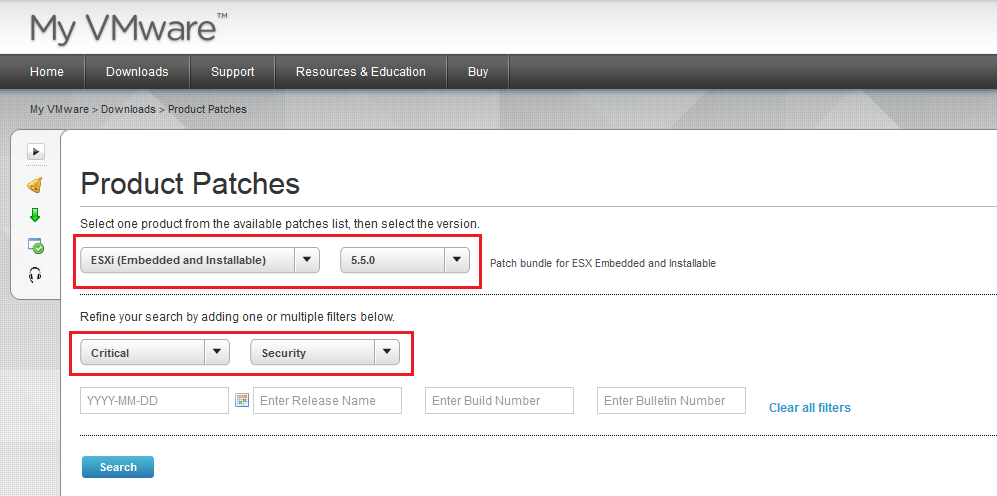 My VMware™
Home Downloads Support Resources & Education Buy
My VMware > Downloads > Product Patches
Product Patches
Select one product from the available patches list, then select the version.
ESXi (Embedded and Installable) 5.5.0 Patch bundle for ESX Embedded and Installable
Refine your search by adding one or multiple filters below.
Critical Security
YYYY-MM-DD Enter Release Name Enter Build Number Enter Bulletin Number Clear all filters
Search